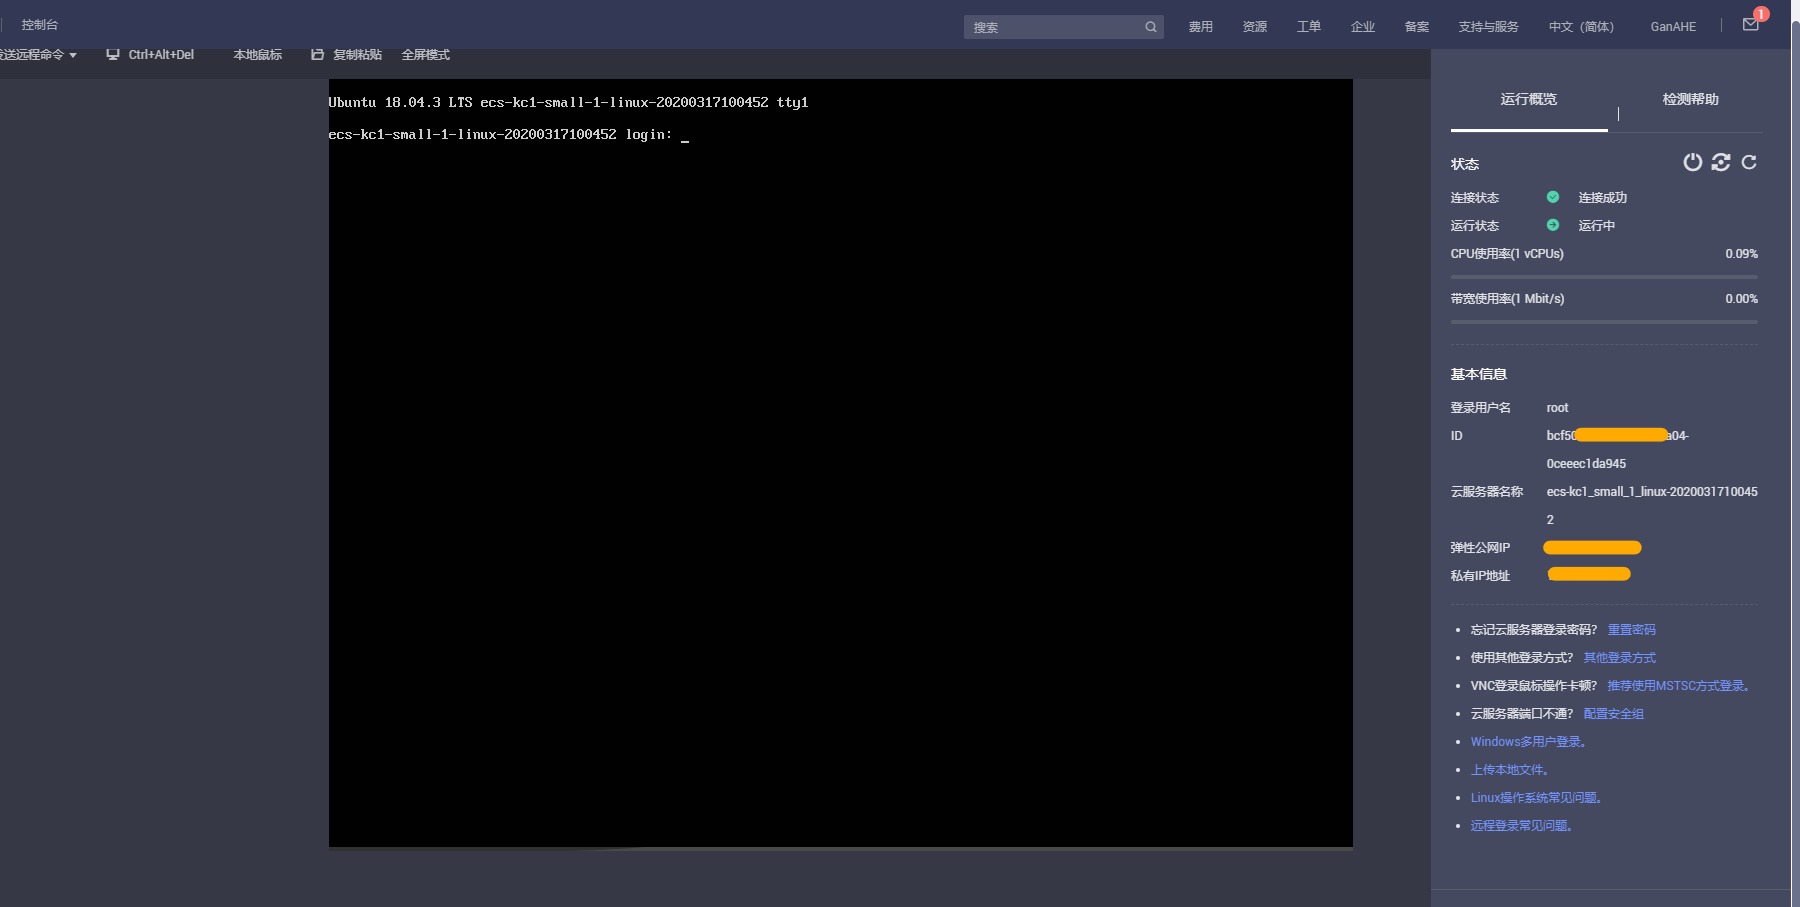 控制台
搜索
费用
资源
工单
企业
备案
支持与服务
中文（简体）
GanAHE
1
送远程命令
Ctrl+Alt+Del
本地鼠标
复制粘贴
全屏模式
Ubuntu 18.04.3 LTS ecs-kc1-small-1-linux-20200317100452 tty1
ecs-kc1-small-1-linux-20200317100452 login: _
运行概览
检测帮助
状态
连接状态 连接成功
运行状态 运行中
CPU使用率(1 vCPUs) 0.09%
带宽使用率(1 Mbit/s) 0.00%
基本信息
登录用户名 root
ID bcf50 a04-
0ceeec1da945
云服务器名称 ecs-kc1_small_1_linux-2020031710045
2
弹性公网IP
私有IP地址
忘记云服务器登录密码？ 重置密码
使用其他登录方式？ 其他登录方式
VNC登录鼠标操作卡顿？ 推荐使用MSTSC方式登录。
云服务器端口不通？ 配置安全组
Windows多用户登录。
上传本地文件。
Linux操作系统常见问题。
远程登录常见问题。